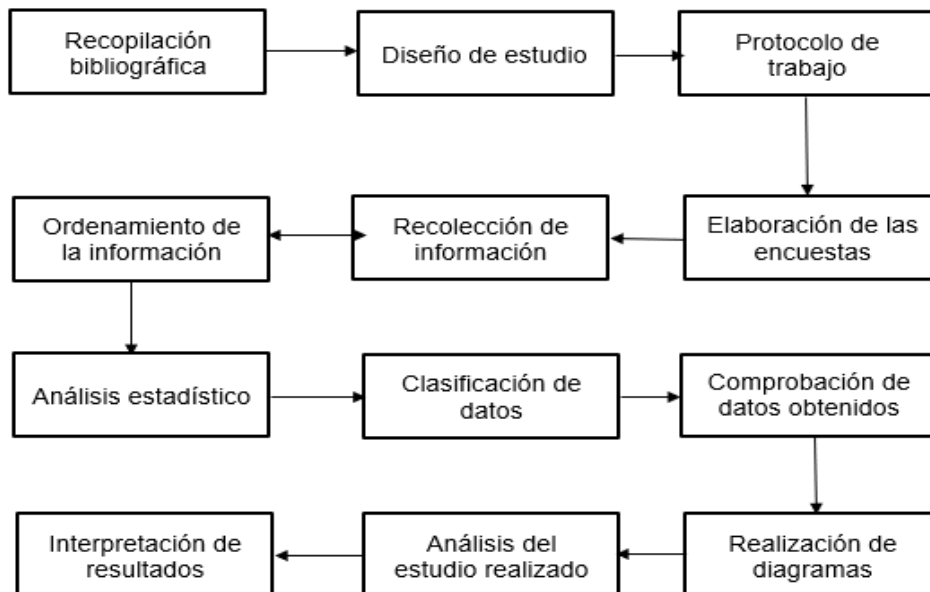 Recopilación
bibliográfica
Diseño de estudio
Protocolo de
trabajo
Elaboración de las
encuestas
Recolección de
información
Ordenamiento de
la información
Análisis estadístico
Clasificación de
datos
Comprobación de
datos obtenidos
Realización de
diagramas
Análisis del
estudio realizado
Interpretación de
resultados